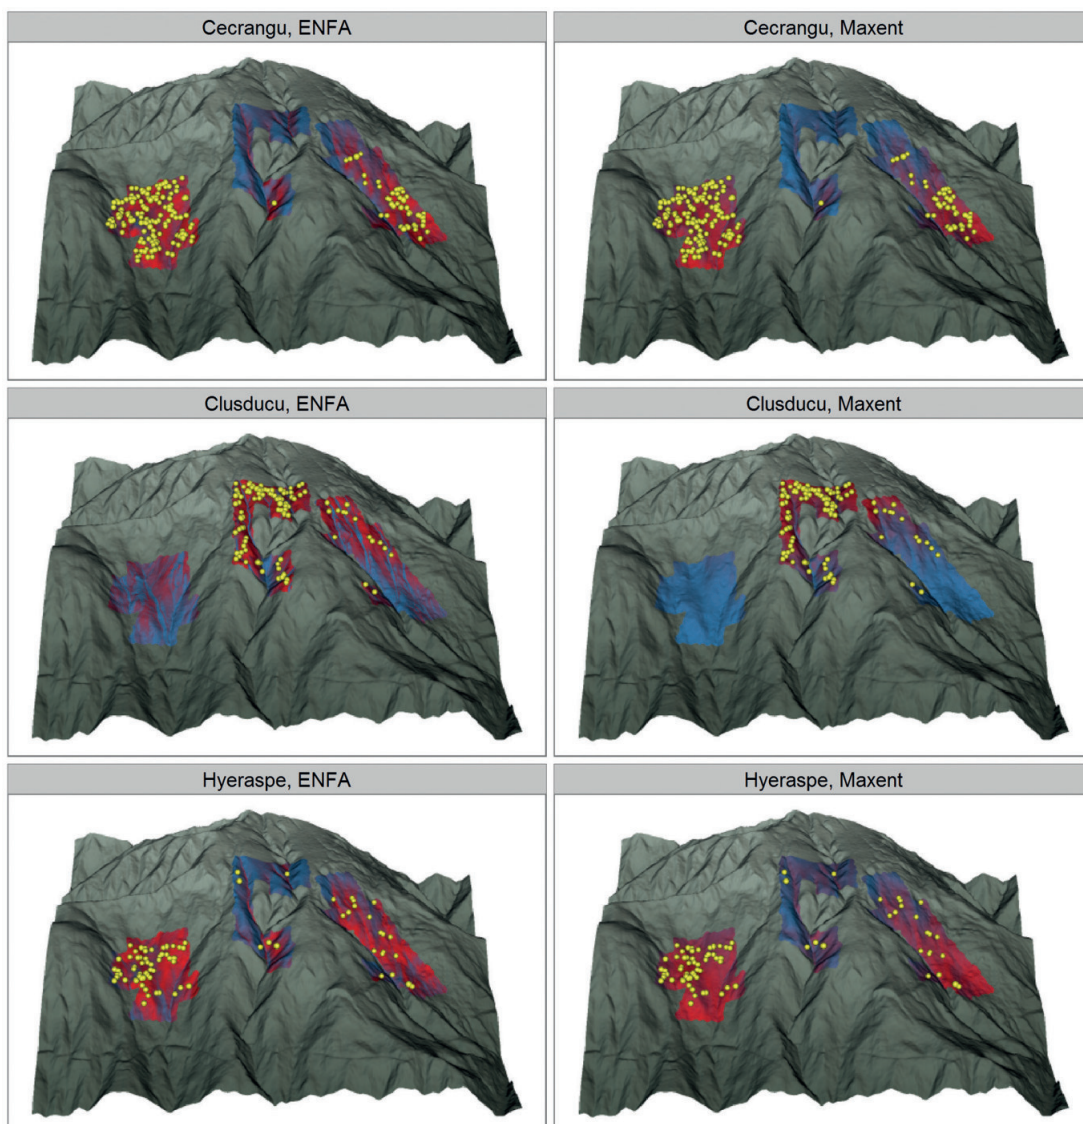 Cecrangu, ENFA
Cecrangu, Maxent
Clusducu, ENFA
Clusducu, Maxent
Hyeraspe, ENFA
Hyeraspe, Maxent